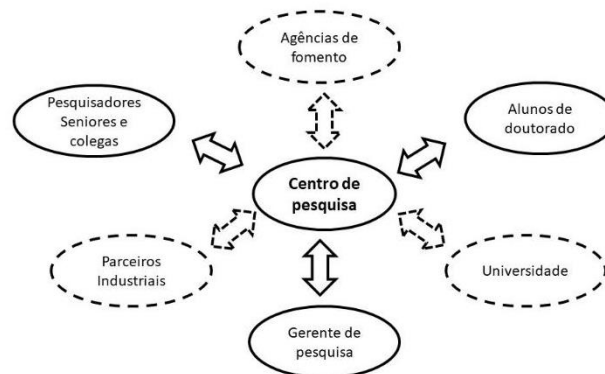 Agências de
fomento
Pesquisadores
Seniores e
colegas
Alunos de
doutorado
Centro de
pesquisa
Parceiros
Industriais
Universidade
Gerente de
pesquisa